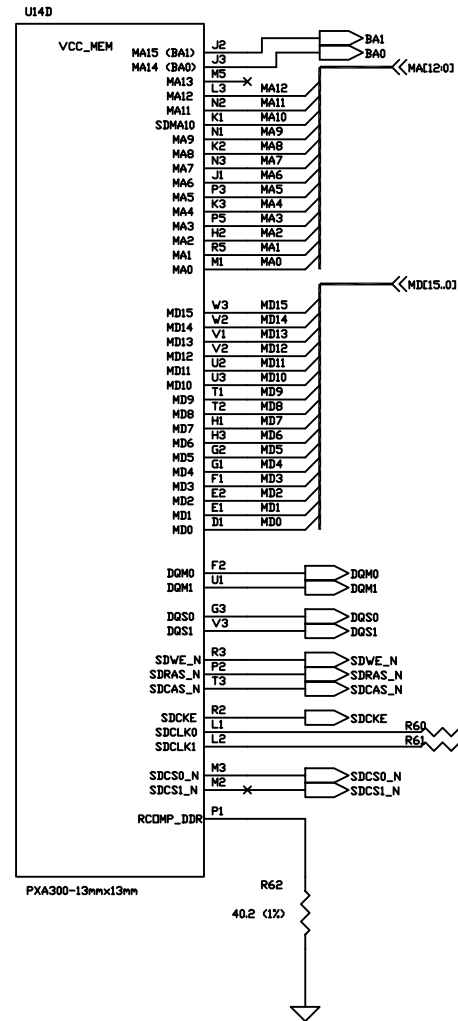 U14D
VCC_MEM
MA15 (BA1) J2 BA1
MA14 (BA0) J3 BA0
MA13 M5 MA[12:0]
MA12 L3 MA12
MA11 N2 MA11
SDMA10 K1 MA10
MA9 N1 MA9
MA8 K2 MA8
MA7 N3 MA7
MA6 J1 MA6
MA5 P3 MA5
MA4 K3 MA4
MA3 P5 MA3
MA2 H2 MA2
MA1 R5 MA1
MA0 M1 MA0
MD[15..0]
MD15 W3 MD15
MD14 W2 MD14
MD13 V1 MD13
MD12 V2 MD12
MD11 U2 MD11
MD10 U3 MD10
MD9 T1 MD9
MD8 T2 MD8
MD7 H1 MD7
MD6 H3 MD6
MD5 G2 MD5
MD4 G1 MD4
MD3 F1 MD3
MD2 E2 MD2
MD1 E1 MD1
MD0 D1 MD0
DQM0 F2 DQM0
DQM1 U1 DQM1
DQS0 G3 DQS0
DQS1 V3 DQS1
SDWE_N R3 SDWE_N
SDRAS_N P2 SDRAS_N
SDCAS_N T3 SDCAS_N
SDCKE R2 SDCKE
SDCLK0 L1 R60
SDCLK1 L2 R61
SDCS0_N M3 SDCS0_N
SDCS1_N M2 SDCS1_N
RCOMP_DDR P1
PXA300-13mmx13mm
R62
40.2 (1%)